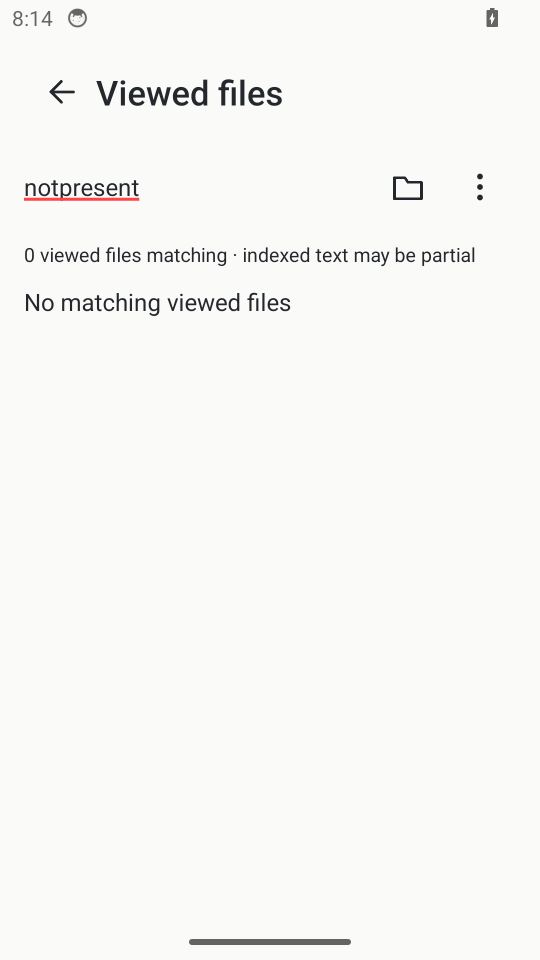 8:14
Viewed files
notpresent
0 viewed files matching · indexed text may be partial
No matching viewed files